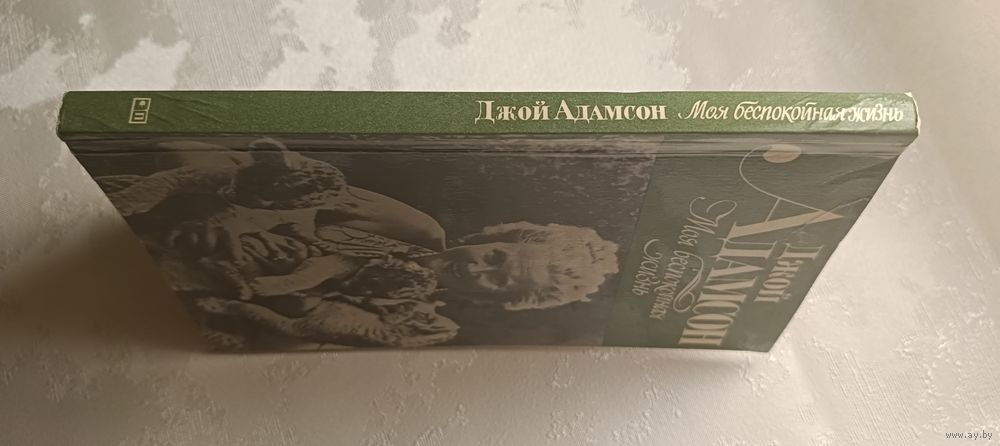 Джой Адамсон Моя беспокойная жизнь
Джой
Адамсон
Моя беспокойная
жизнь
www.ay.by